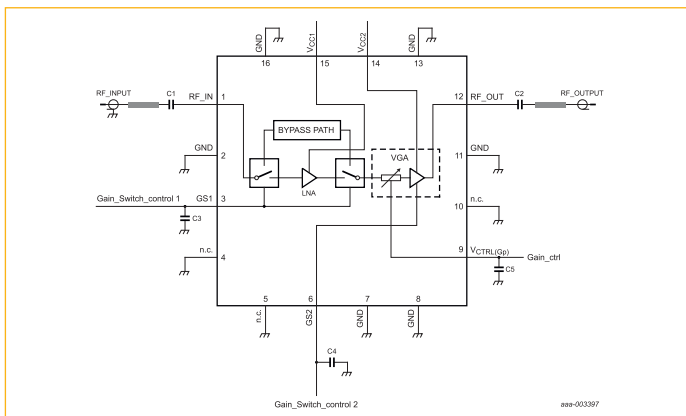 GND
VCC1
VCC2
GND
16
15
14
13
RF_INPUT
C1
RF_IN
1
12
RF_OUT
C2
RF_OUTPUT
BYPASS PATH
GND
2
VGA
11
GND
LNA
Gain_Switch_control 1
GS1
3
10
n.c.
C3
n.c.
4
9
VCTRL(Gp)
Gain_ctrl
C5
5
6
7
8
n.c.
GS2
GND
GND
C4
Gain_Switch_control 2
aaa-003397